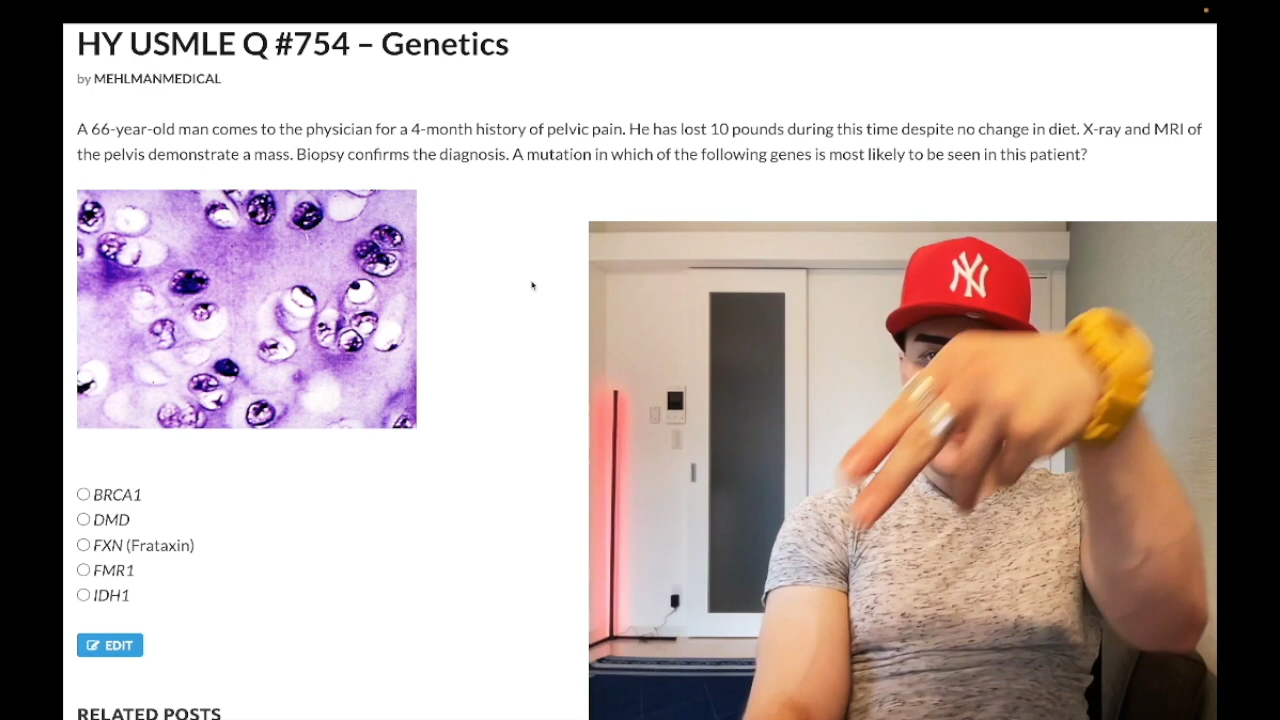 HY USMLE Q #754 – Genetics
by MEHLMANMEDICAL
A 66-year-old man comes to the physician for a 4-month history of pelvic pain. He has lost 10 pounds during this time despite no change in diet. X-ray and MRI of
the pelvis demonstrate a mass. Biopsy confirms the diagnosis. A mutation in which of the following genes is most likely to be seen in this patient?
NY
BRCA1
DMD
FXN (Frataxin)
FMR1
IDH1
EDIT
RELATED POSTS